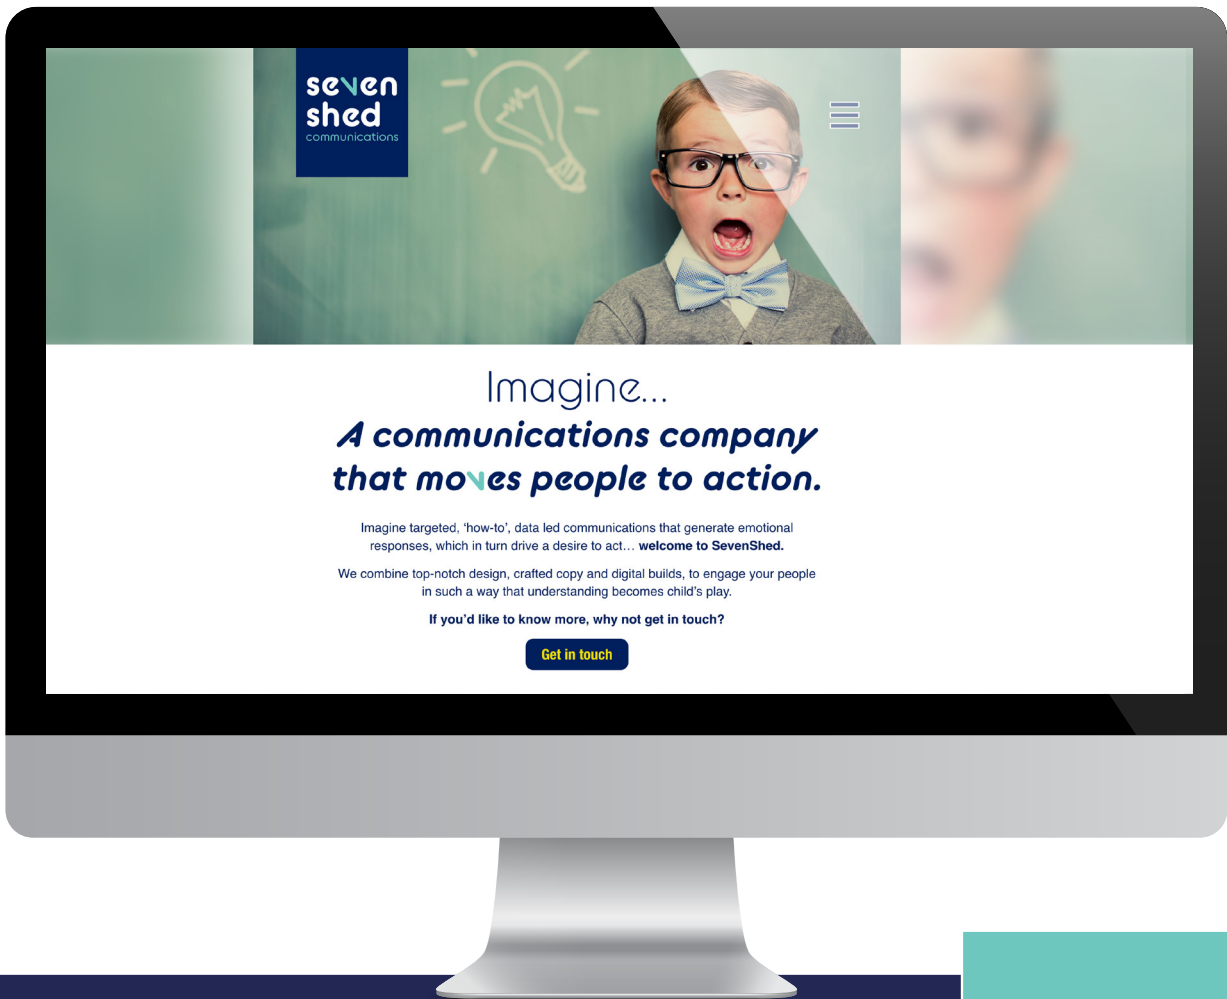 seven
shed
communications
Imagine...
A communications company
that moves people to action.
Imagine targeted, ‘how-to’, data led communications that generate emotional
responses, which in turn drive a desire to act… welcome to SevenShed.
We combine top-notch design, crafted copy and digital builds, to engage your people
in such a way that understanding becomes child’s play.
If you’d like to know more, why not get in touch?
Get in touch